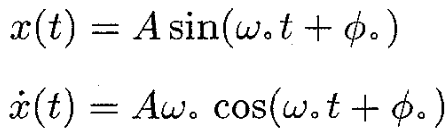 x(t) = A sin(ω∘t + ϕ∘)
ẋ(t) = Aω∘ cos(ω∘t + ϕ∘)